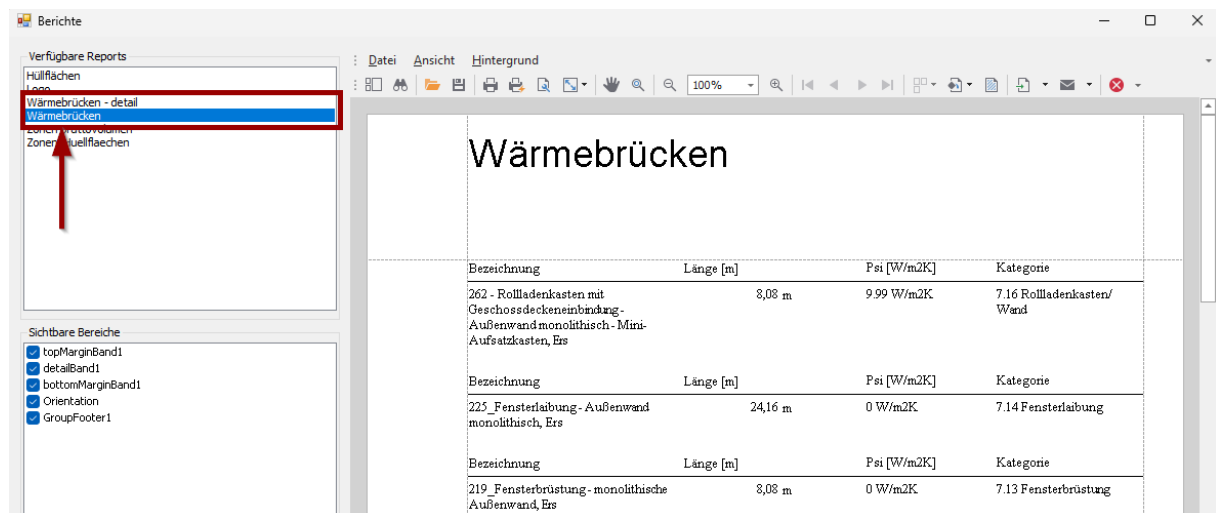 Berichte
Verfügbare Reports
Hüllflächen
Wärmebrücken - detail
Wärmebrücken
Sichtbare Bereiche
topMarginBand1
detailBand1
bottomMarginBand1
Orientation
GroupFooter1
Datei Ansicht Hintergrund
100%
Wärmebrücken
Bezeichnung Länge [m] Psi [W/m2K] Kategorie
262 - Rollladenkasten mit 8,08 m 9.99 W/m2K 7.16 Rollladenkasten/
Geschossdeckeneinbindung - Wand
Außenwand monolithisch - Mini-
Aufsatzkasten, Ers
Bezeichnung Länge [m] Psi [W/m2K] Kategorie
225_Fensterlaibung - Außenwand 24,16 m 0 W/m2K 7.14 Fensterlaibung
monolithisch, Ers
Bezeichnung Länge [m] Psi [W/m2K] Kategorie
219_Fensterbrüstung - monolithische 8,08 m 0 W/m2K 7.13 Fensterbrüstung
Außenwand, Ers